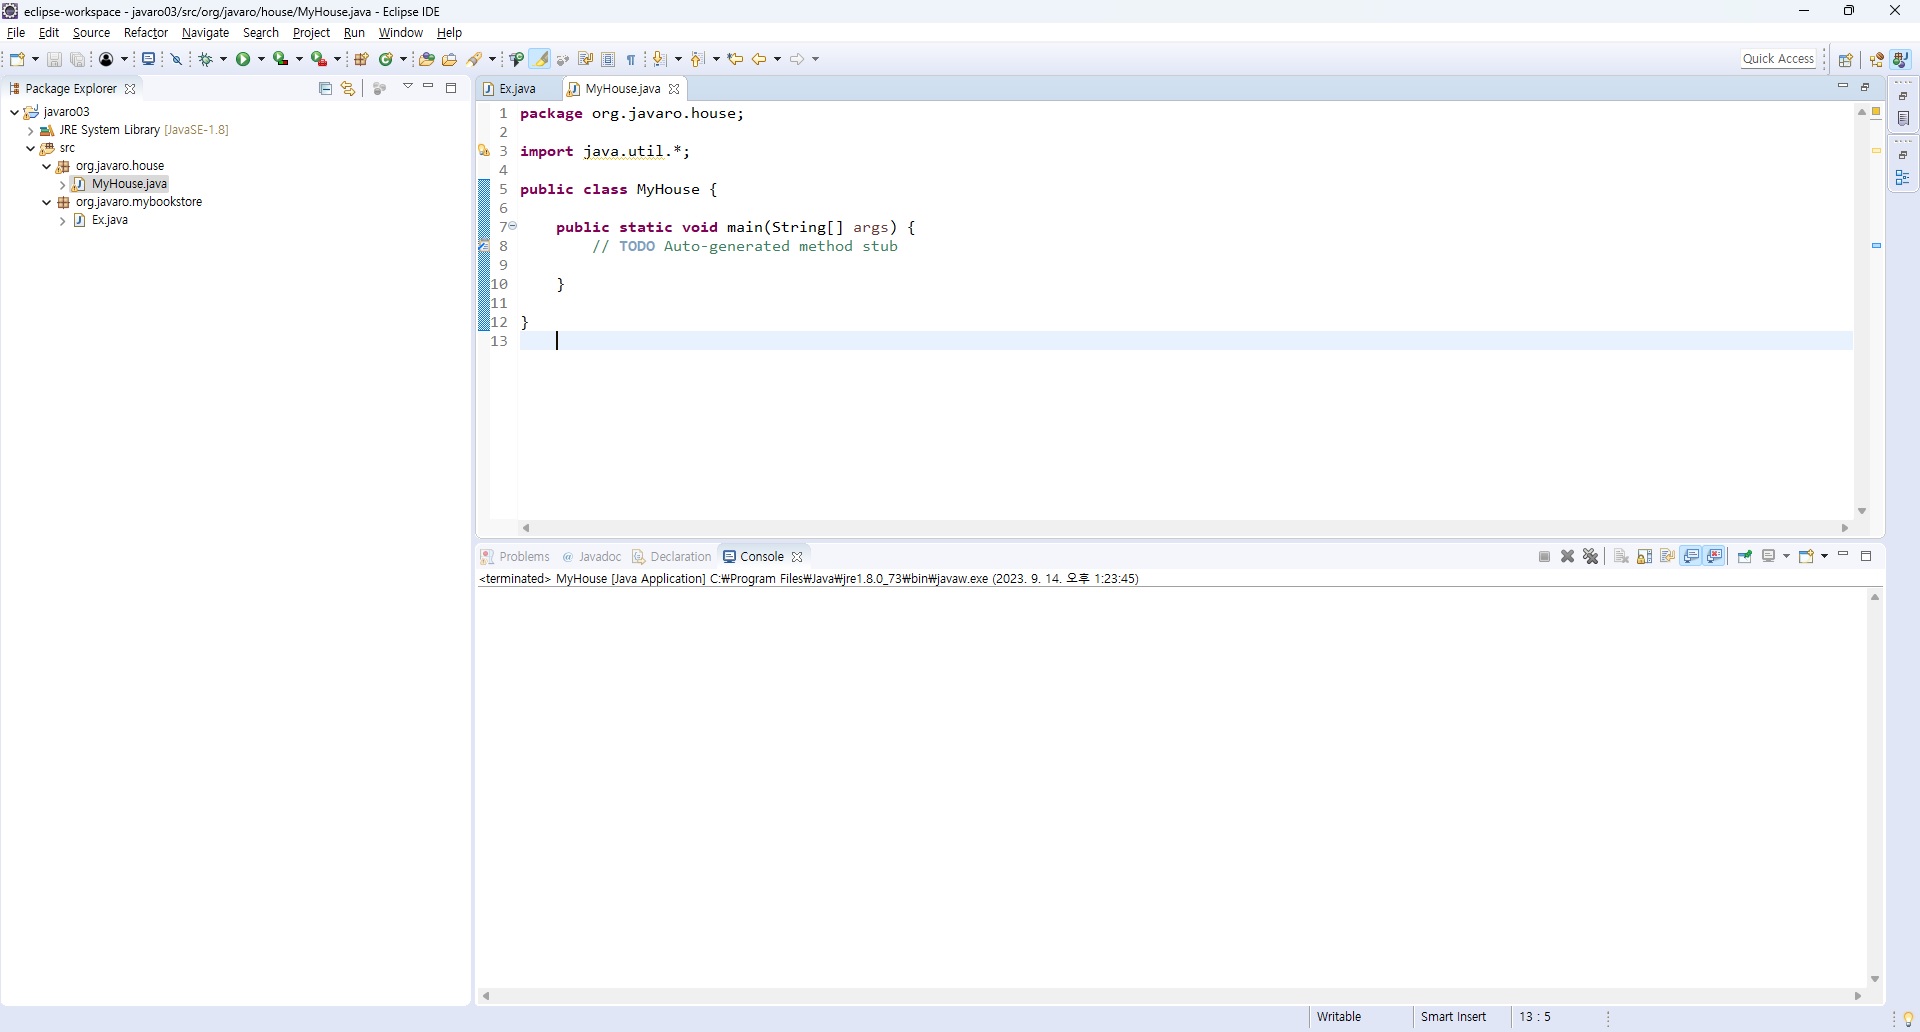 eclipse-workspace - javaro03/src/org/javaro/house/MyHouse.java - Eclipse IDE
File Edit Source Refactor Navigate Search Project Run Window Help
Quick Access
Package Explorer
javaro03
JRE System Library [JavaSE-1.8]
src
org.javaro.house
MyHouse.java
org.javaro.mybookstore
Ex.java
Ex.java MyHouse.java
1 package org.javaro.house;
2
3 import java.util.*;
4
5 public class MyHouse {
6
7 public static void main(String[] args) {
8 // TODO Auto-generated method stub
9
10 }
11
12 }
13
Problems @ Javadoc Declaration Console
<terminated> MyHouse [Java Application] C:₩Program Files₩Java₩jre1.8.0_73₩bin₩javaw.exe (2023. 9. 14. 오후 1:23:45)
Writable Smart Insert 13 : 5